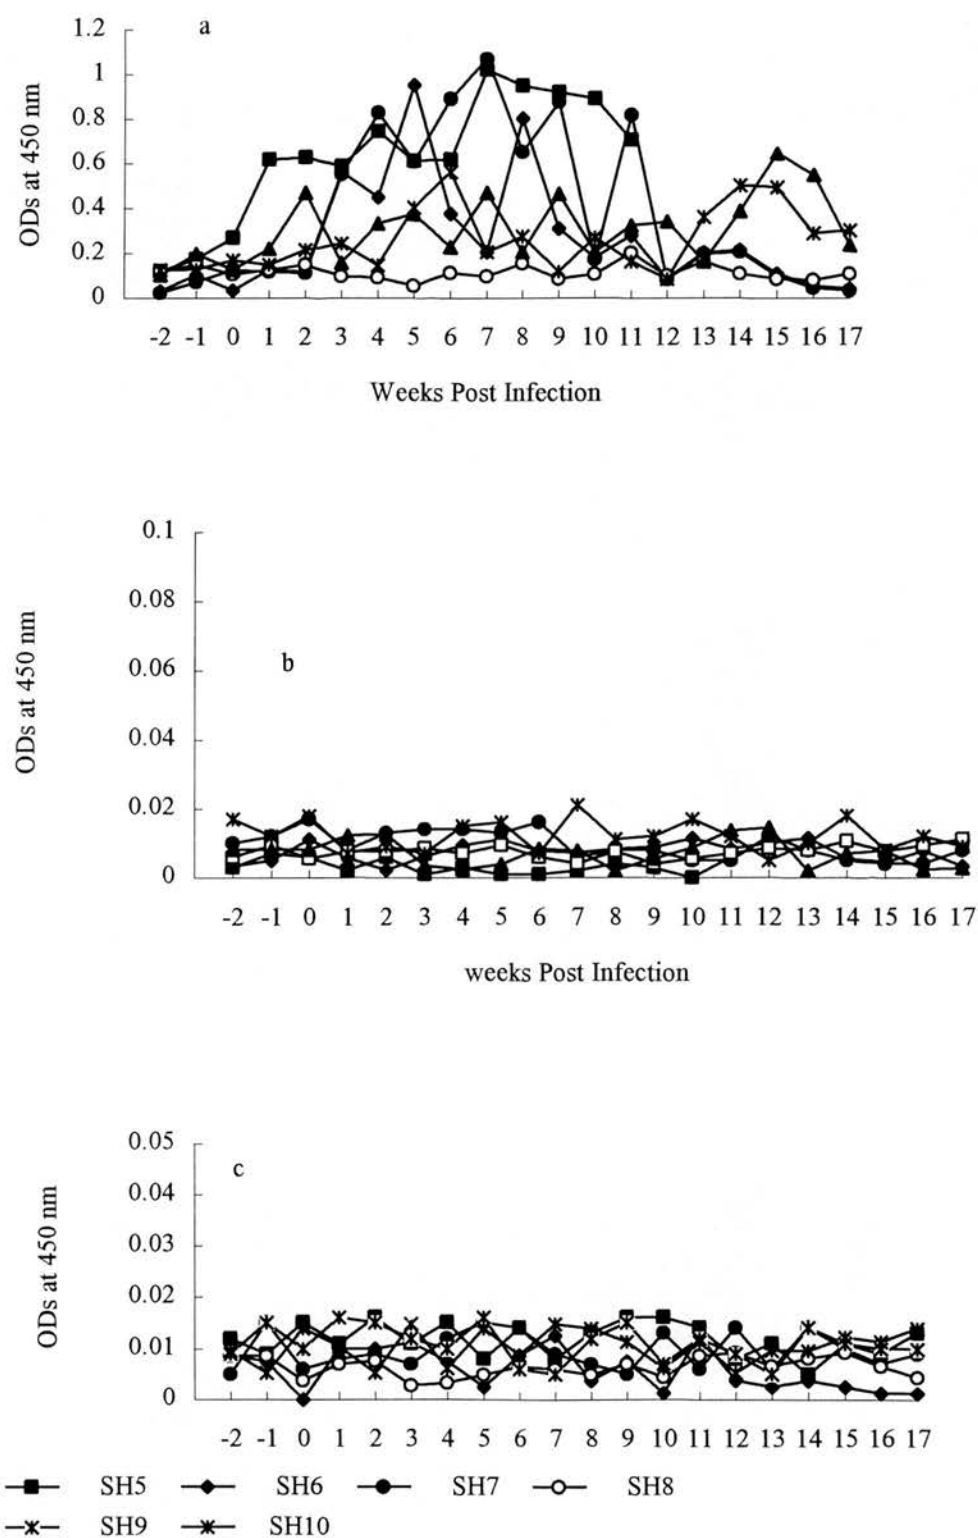 a
1.2
1
0.8
0.6
0.4
0.2
0
ODs at 450 nm
-2 -1 0 1 2 3 4 5 6 7 8 9 10 11 12 13 14 15 16 17
Weeks Post Infection
b
0.1
0.08
0.06
0.04
0.02
0
ODs at 450 nm
-2 -1 0 1 2 3 4 5 6 7 8 9 10 11 12 13 14 15 16 17
weeks Post Infection
c
0.05
0.04
0.03
0.02
0.01
0
ODs at 450 nm
-2 -1 0 1 2 3 4 5 6 7 8 9 10 11 12 13 14 15 16 17
SH5 SH6 SH7 SH8
SH9 SH10